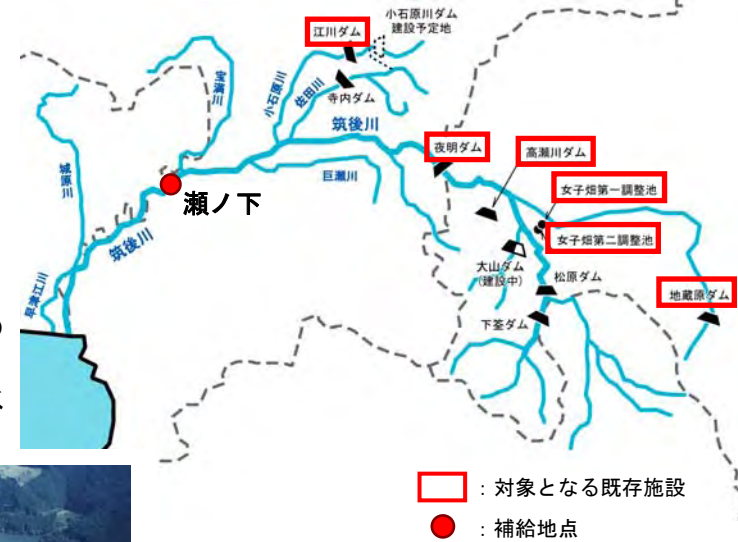 小石原川ダム
建設予定地
江川ダム
宝満川
小石原川
佐田川
寺内ダム
筑後川
夜明ダム
高瀬川ダム
城原川
巨瀬川
女子畑第一調整池
瀬ノ下
女子畑第二調整池
筑後川
大山ダム
(建設中)
松原ダム
地蔵原ダム
早津江川
下筌ダム
:対象となる既存施設
:補給地点